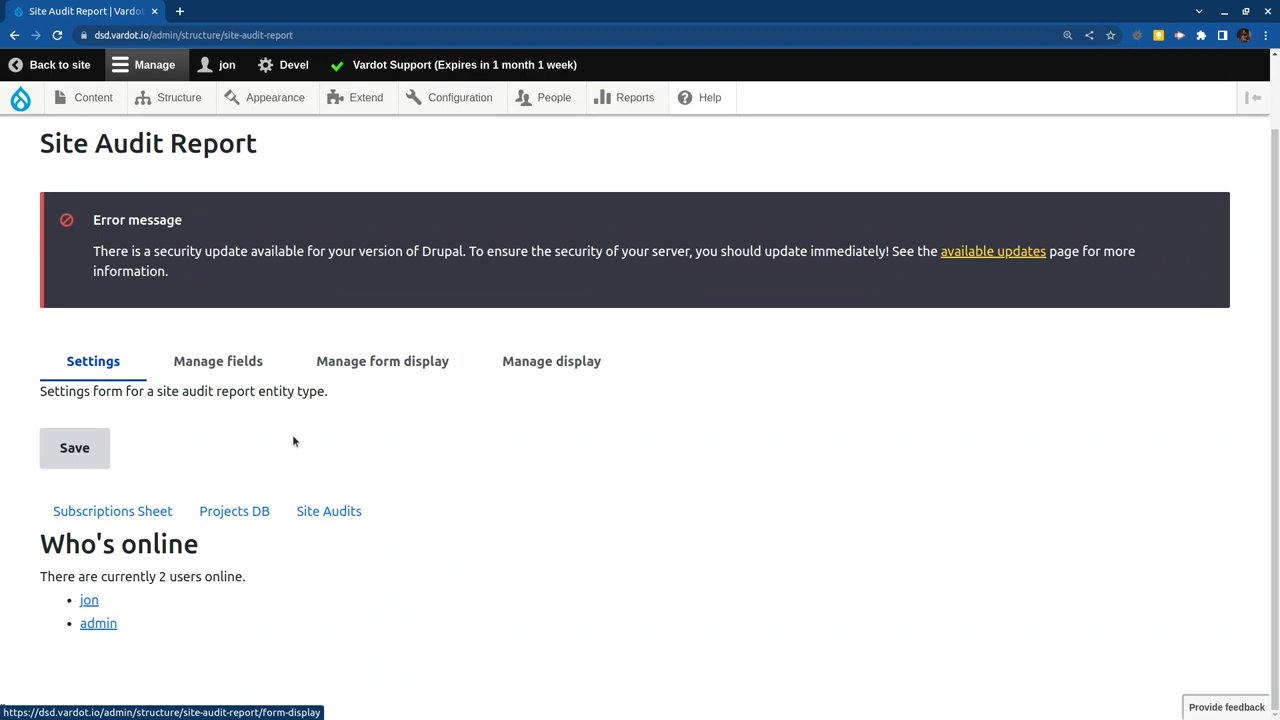 Site Audit Report | Vardot
dsd.vardot.io/admin/structure/site-audit-report
Back to site Manage jon Devel Vardot Support (Expires in 1 month 1 week)
Content Structure Appearance Extend Configuration People Reports Help
Site Audit Report
Error message
There is a security update available for your version of Drupal. To ensure the security of your server, you should update immediately! See the available updates page for more
information.
Settings Manage fields Manage form display Manage display
Settings form for a site audit report entity type.
Save
Subscriptions Sheet Projects DB Site Audits
Who's online
There are currently 2 users online.
jon
admin
https://dsd.vardot.io/admin/structure/site-audit-report/form-display
Provide feedback